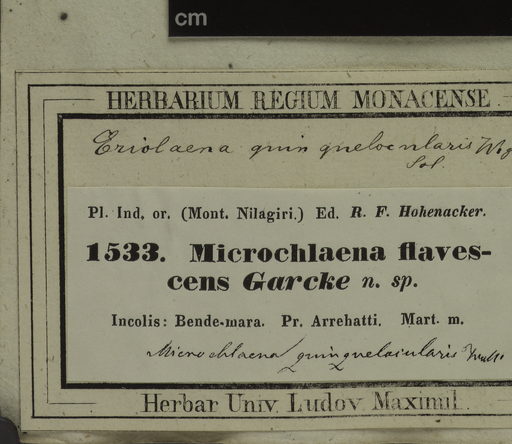 cm
HERBARIUM REGIUM MONACENSE
Eriolaena quinquelocularis Wg
Pl. Ind. or. (Mont. Nilagiri.) Ed. R. F. Hohenacker.
1533. Microchlaena flaves-
cens Garcke n. sp.
Incolis: Bende-mara. Pr. Arrehatti. Mart. m.
Microchlaena quinquelocularis
Herbar Univ. Ludov. Maximil.